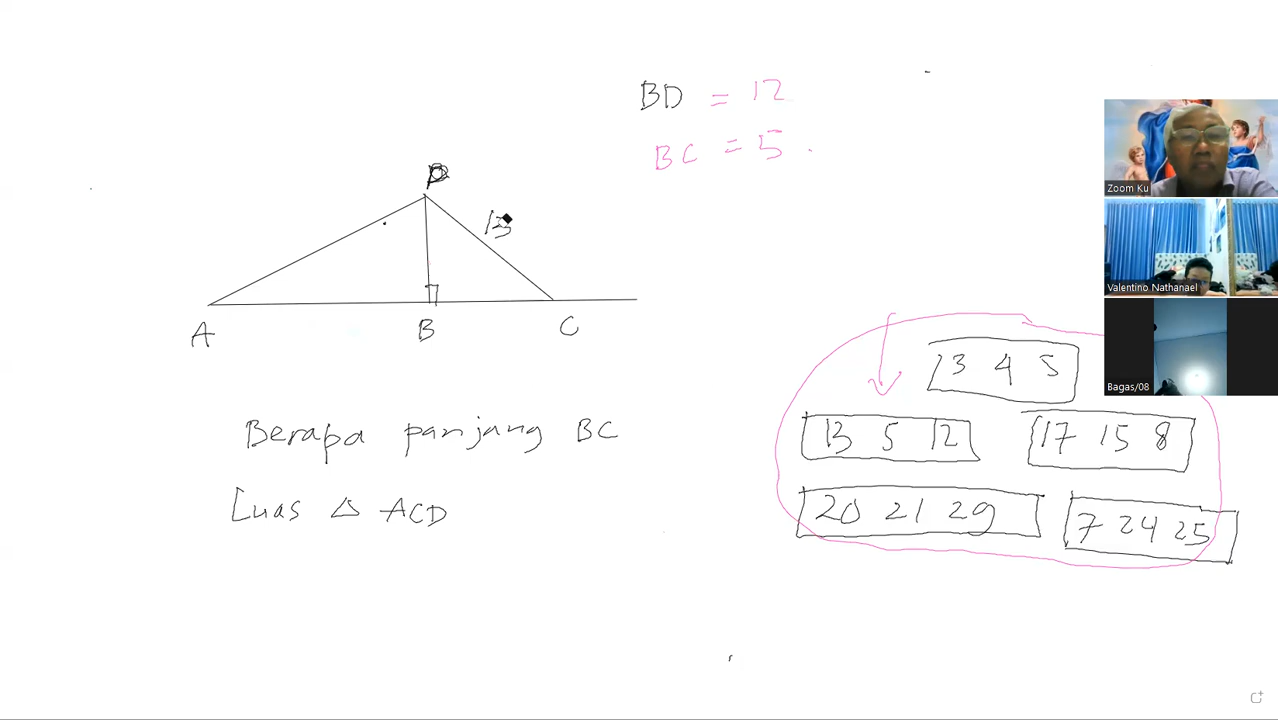 BD = 12
BC = 5
D
13
A
B
C
Berapa panjang BC
Luas △ ACD
3 4 5
13 5 12
17 15 8
20 21 29
7 24 25
Zoom Ku
Valentino Nathanael
Bagas/08